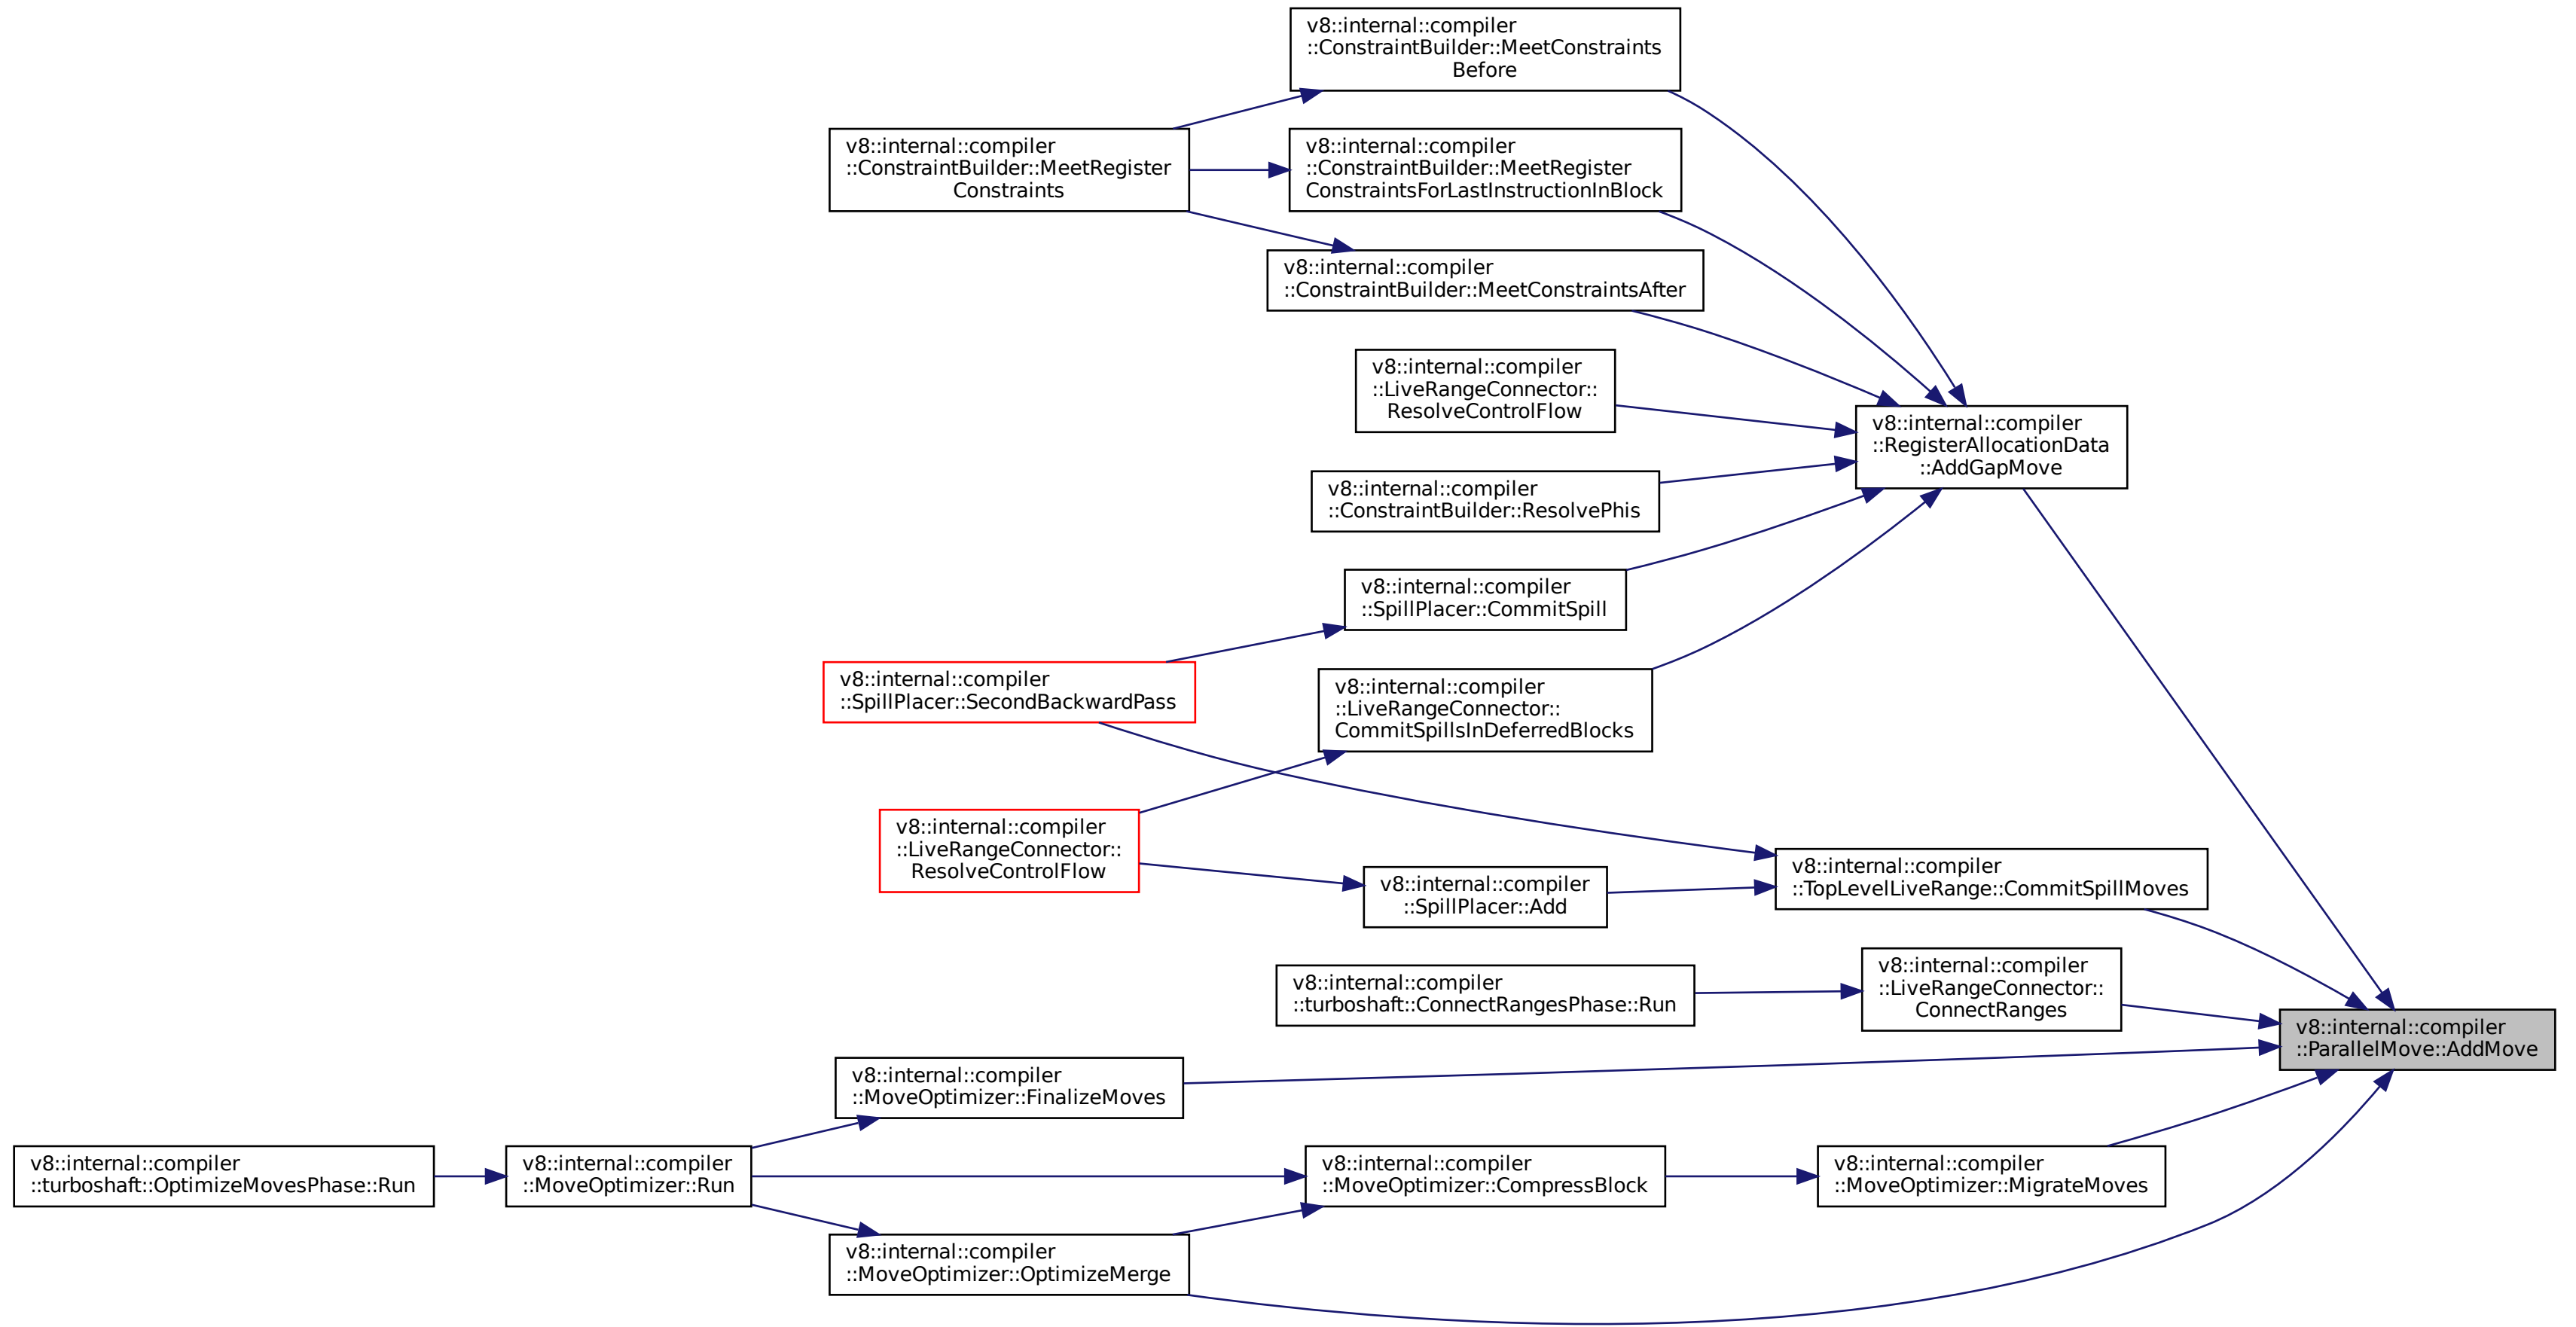 v8::internal::compiler
::ConstraintBuilder::MeetConstraints
Before
v8::internal::compiler
::ConstraintBuilder::MeetRegister
Constraints
v8::internal::compiler
::ConstraintBuilder::MeetRegister
ConstraintsForLastInstructionInBlock
v8::internal::compiler
::ConstraintBuilder::MeetConstraintsAfter
v8::internal::compiler
::LiveRangeConnector::
ResolveControlFlow
v8::internal::compiler
::RegisterAllocationData
::AddGapMove
v8::internal::compiler
::ConstraintBuilder::ResolvePhis
v8::internal::compiler
::SpillPlacer::CommitSpill
v8::internal::compiler
::SpillPlacer::SecondBackwardPass
v8::internal::compiler
::LiveRangeConnector::
CommitSpillsInDeferredBlocks
v8::internal::compiler
::LiveRangeConnector::
ResolveControlFlow
v8::internal::compiler
::SpillPlacer::Add
v8::internal::compiler
::TopLevelLiveRange::CommitSpillMoves
v8::internal::compiler
::turboshaft::ConnectRangesPhase::Run
v8::internal::compiler
::LiveRangeConnector::
ConnectRanges
v8::internal::compiler
::ParallelMove::AddMove
v8::internal::compiler
::MoveOptimizer::FinalizeMoves
v8::internal::compiler
::turboshaft::OptimizeMovesPhase::Run
v8::internal::compiler
::MoveOptimizer::Run
v8::internal::compiler
::MoveOptimizer::CompressBlock
v8::internal::compiler
::MoveOptimizer::MigrateMoves
v8::internal::compiler
::MoveOptimizer::OptimizeMerge